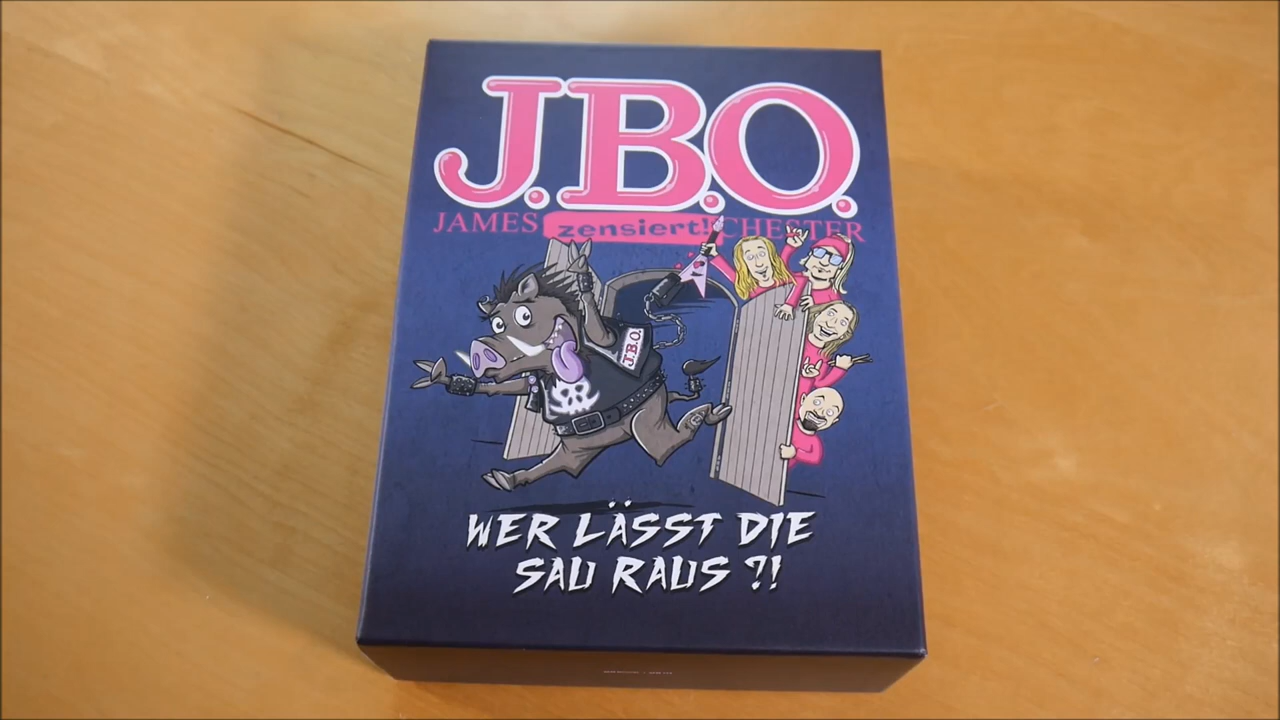 J.B.O.
JAMES zensiert! CHESTER
J.B.O.
WER LÄSST DIE
SAU RAUS ?!